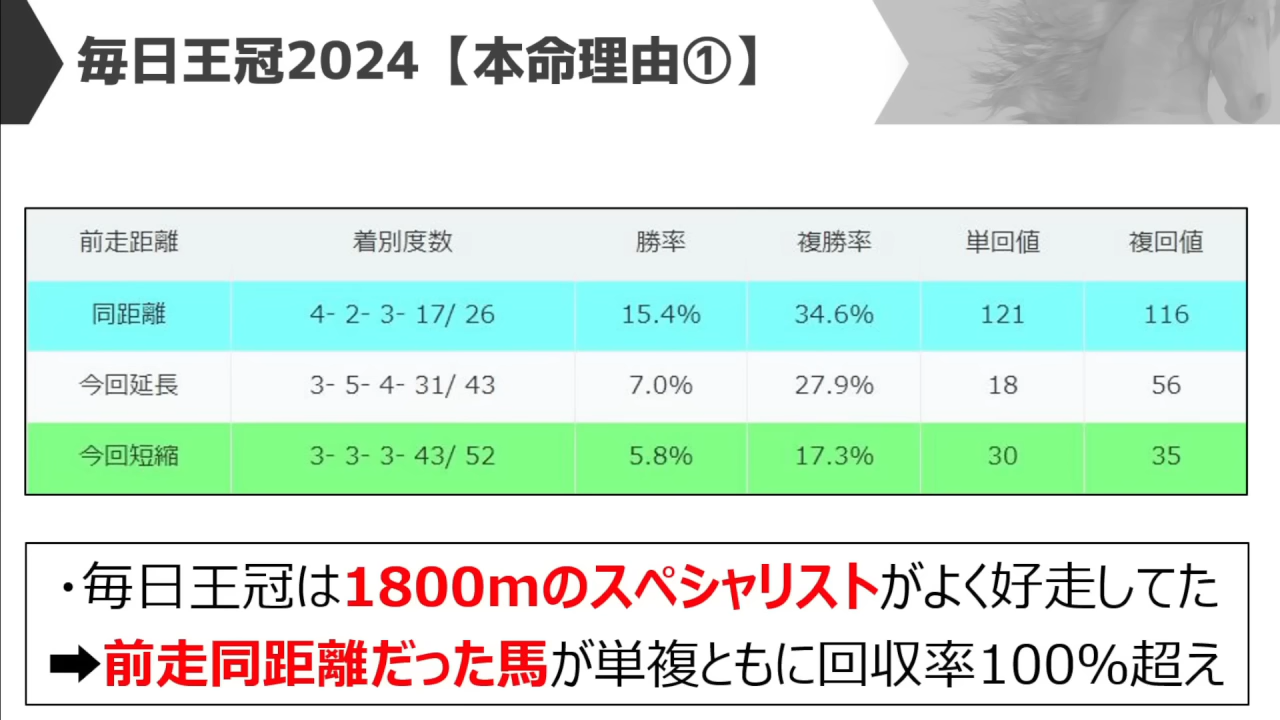 毎日王冠2024【本命理由①】
前走距離 着別度数 勝率 複勝率 単回値 複回値
同距離 4- 2- 3- 17/ 26 15.4% 34.6% 121 116
今回延長 3- 5- 4- 31/ 43 7.0% 27.9% 18 56
今回短縮 3- 3- 3- 43/ 52 5.8% 17.3% 30 35
・毎日王冠は1800mのスペシャリストがよく好走してた
➡前走同距離だった馬が単複ともに回収率100%超え